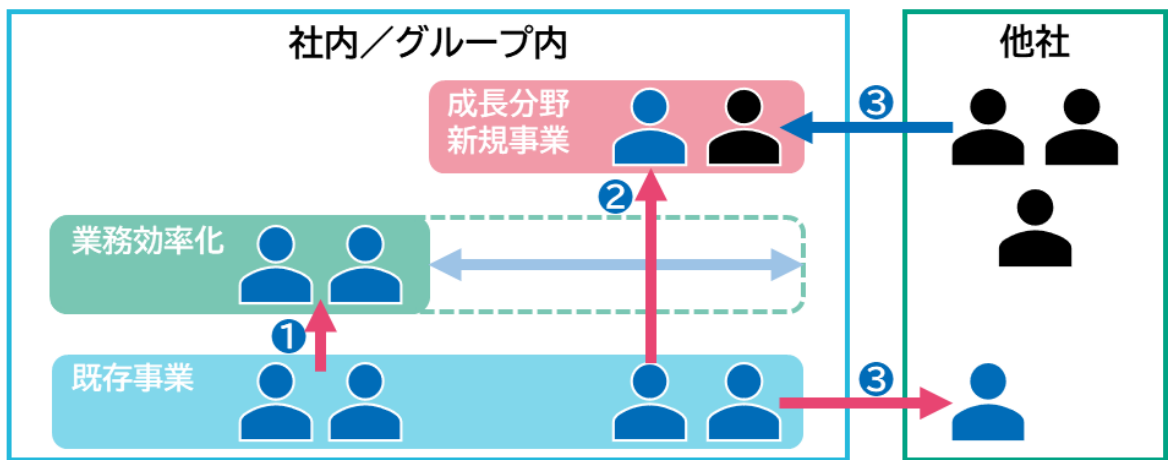 社内／グループ内
他社
成長分野
新規事業
❸
❷
業務効率化
❶
既存事業
❸